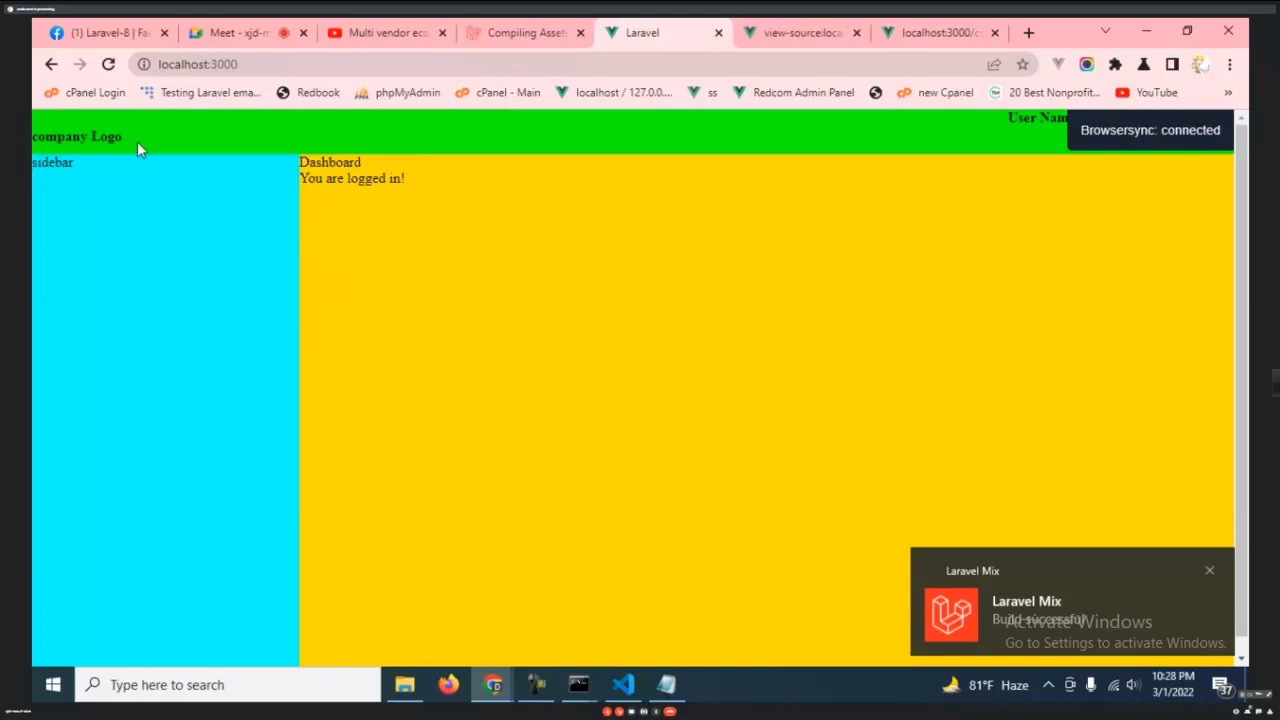 (1) Laravel-8 | Fa
Meet - xjd-m
Multi vendor eco
Compiling Asset
Laravel
view-source:loca
localhost:3000/c
localhost:3000
cPanel Login
Testing Laravel ema...
Redbook
phpMyAdmin
cPanel - Main
localhost / 127.0.0....
ss
Redcom Admin Panel
new Cpanel
20 Best Nonprofit...
YouTube
»
User Nam
Browsersync: connected
company Logo
sidebar
Dashboard
You are logged in!
Laravel Mix
Laravel Mix
Build successful
Activate Windows
Go to Settings to activate Windows.
Type here to search
81°F Haze
10:28 PM
3/1/2022
37